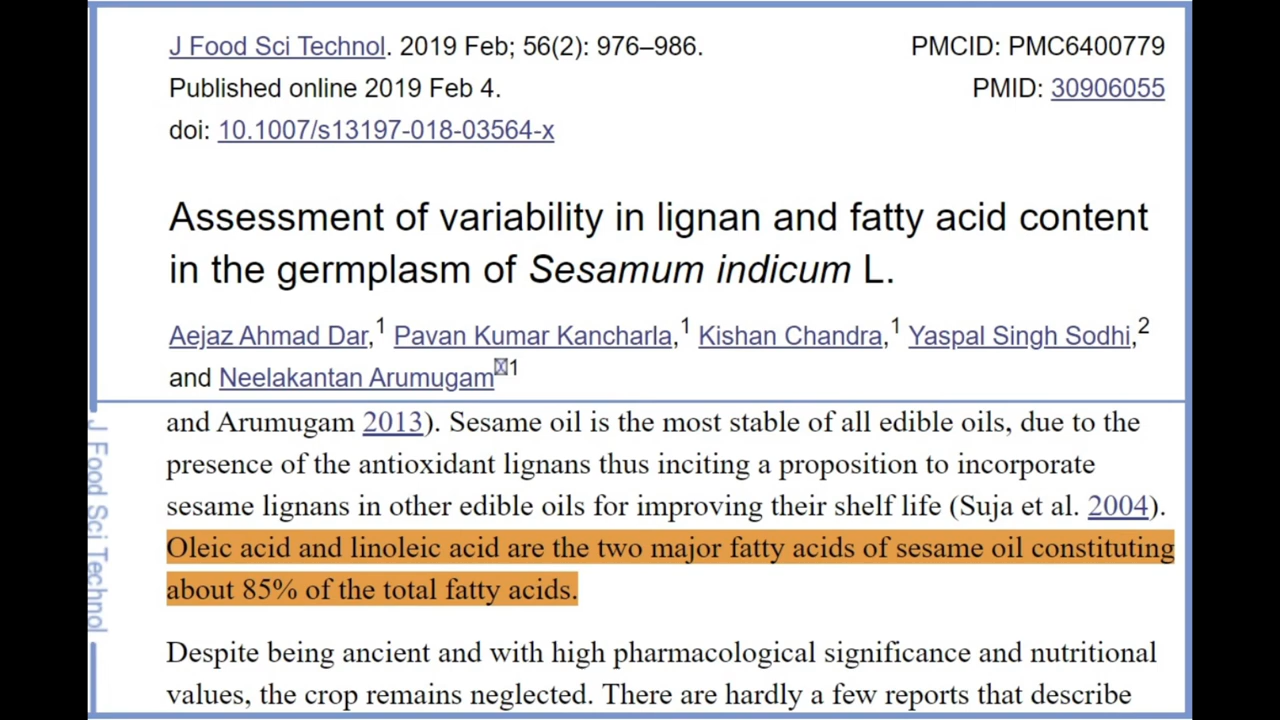 J Food Sci Technol. 2019 Feb; 56(2): 976–986.
PMCID: PMC6400779
Published online 2019 Feb 4.
PMID: 30906055
doi: 10.1007/s13197-018-03564-x
Assessment of variability in lignan and fatty acid content
in the germplasm of Sesamum indicum L.
Aejaz Ahmad Dar,1 Pavan Kumar Kancharla,1 Kishan Chandra,1 Yaspal Singh Sodhi,2
and Neelakantan Arumugam1
and Arumugam 2013). Sesame oil is the most stable of all edible oils, due to the
presence of the antioxidant lignans thus inciting a proposition to incorporate
sesame lignans in other edible oils for improving their shelf life (Suja et al. 2004).
Oleic acid and linoleic acid are the two major fatty acids of sesame oil constituting
about 85% of the total fatty acids.
Despite being ancient and with high pharmacological significance and nutritional
values, the crop remains neglected. There are hardly a few reports that describe
J Food Sci Technol